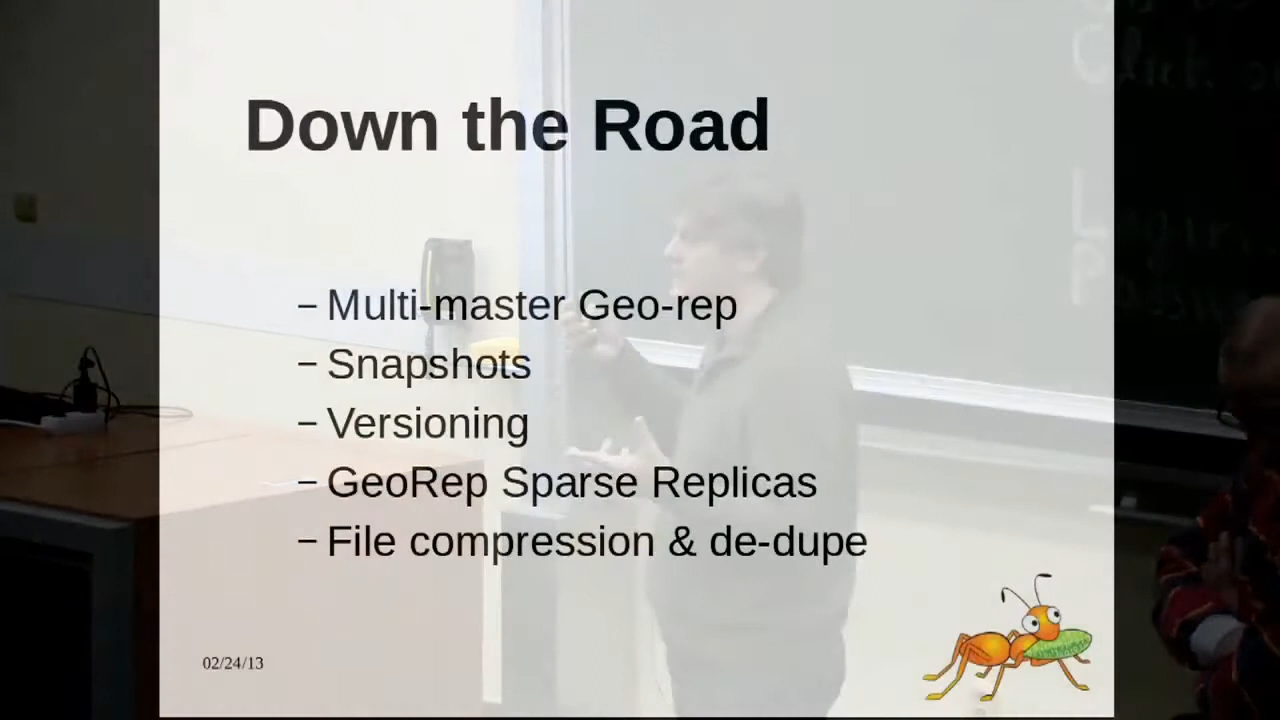 Down the Road
– Multi-master Geo-rep
– Snapshots
– Versioning
– GeoRep Sparse Replicas
– File compression & de-dupe
02/24/13